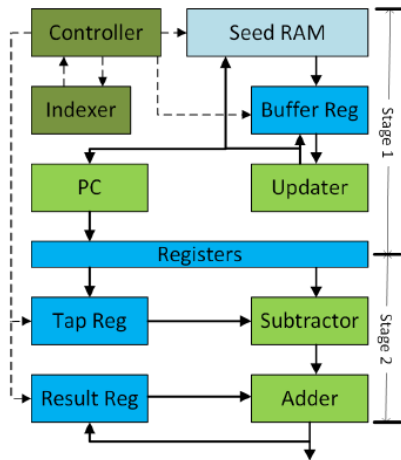 Controller
Seed RAM
Indexer
Buffer Reg
Stage 1
PC
Updater
Registers
Tap Reg
Subtractor
Stage 2
Result Reg
Adder